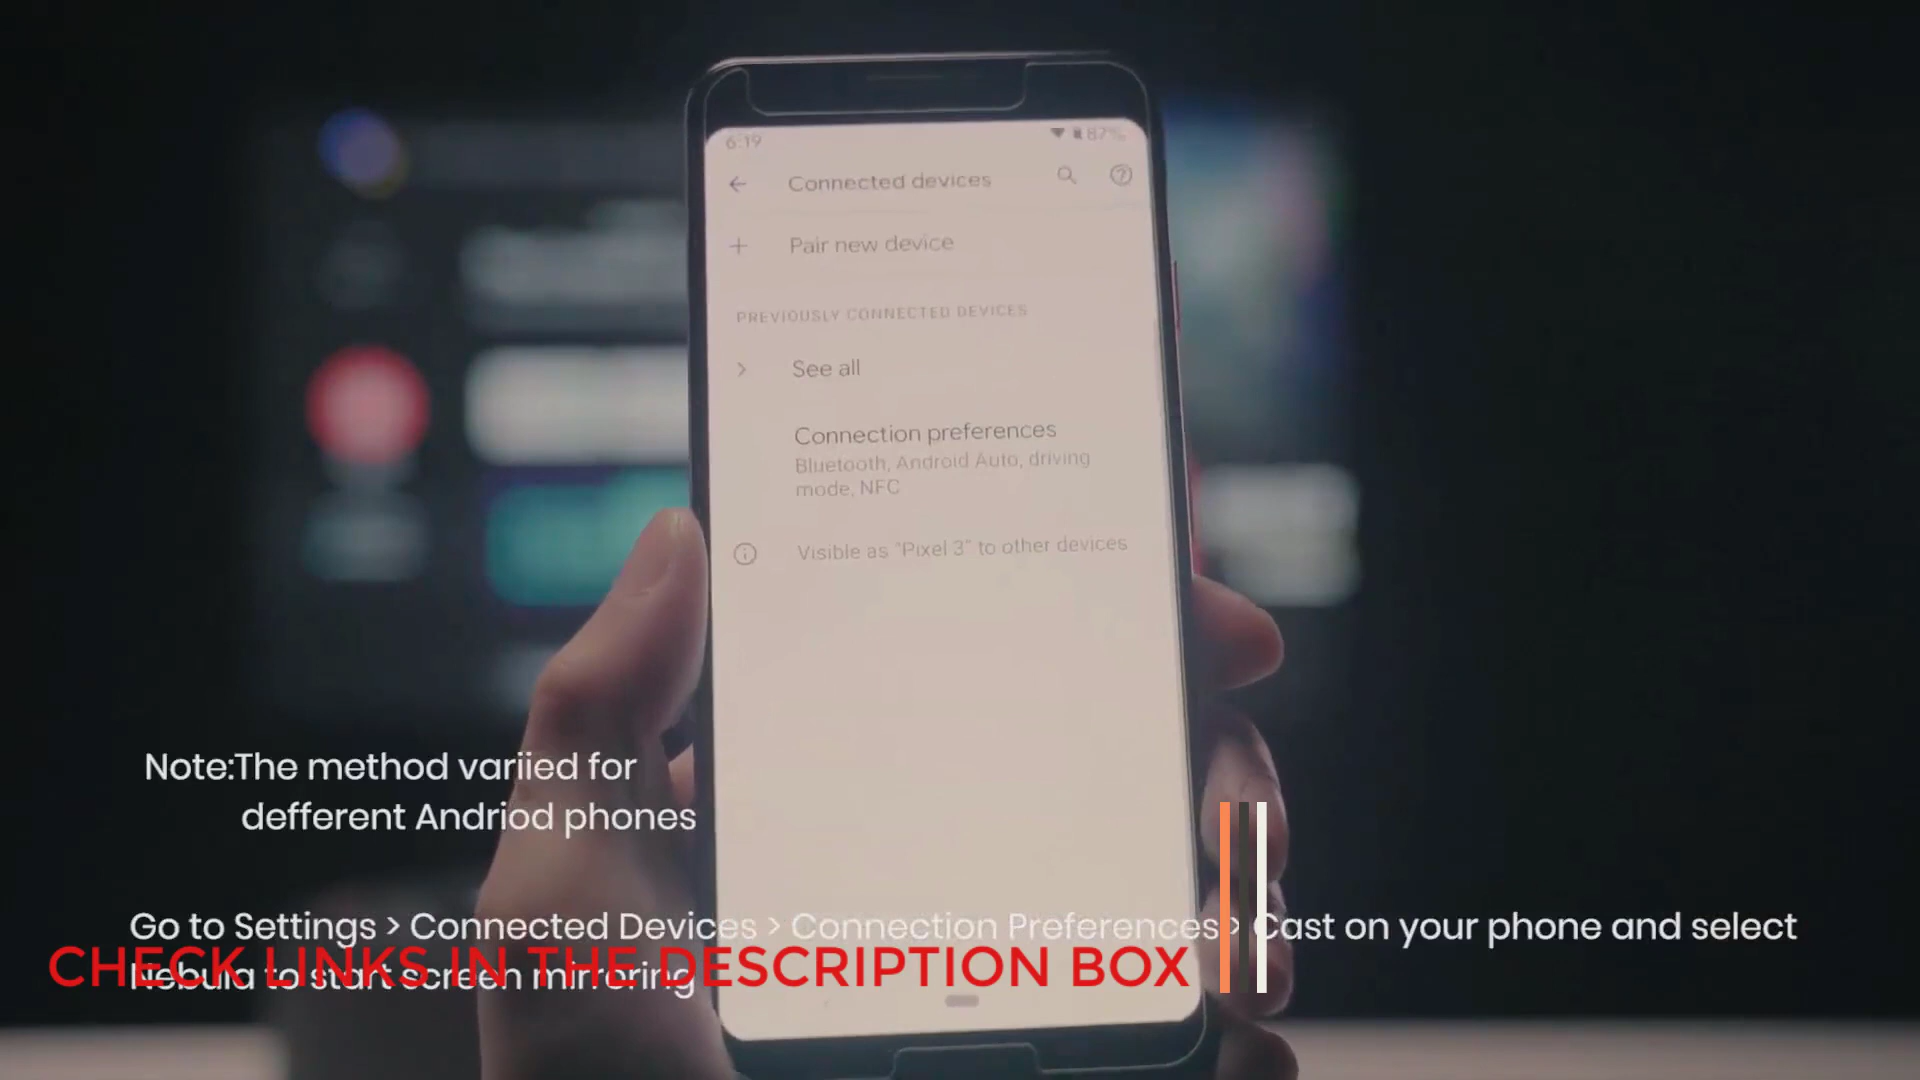 6:19
87%
Connected devices
Pair new device
PREVIOUSLY CONNECTED DEVICES
See all
Connection preferences
Bluetooth, Android Auto, driving
mode, NFC
Visible as "Pixel 3" to other devices
Note:The method variied for
defferent Andriod phones
Go to Settings > Connected Devices > Connection Preferences > Cast on your phone and select
Nebula to start screen mirroring
CHECK LINKS IN THE DESCRIPTION BOX